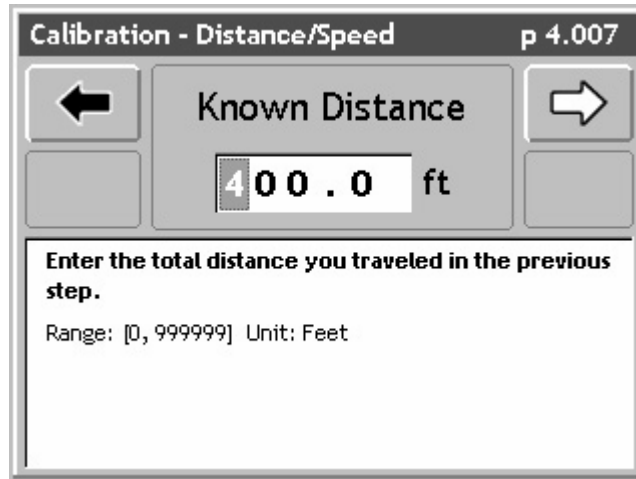 Calibration - Distance/Speed p 4.007
Known Distance
400.0 ft
Enter the total distance you traveled in the previous
step.
Range: [0, 999999] Unit: Feet